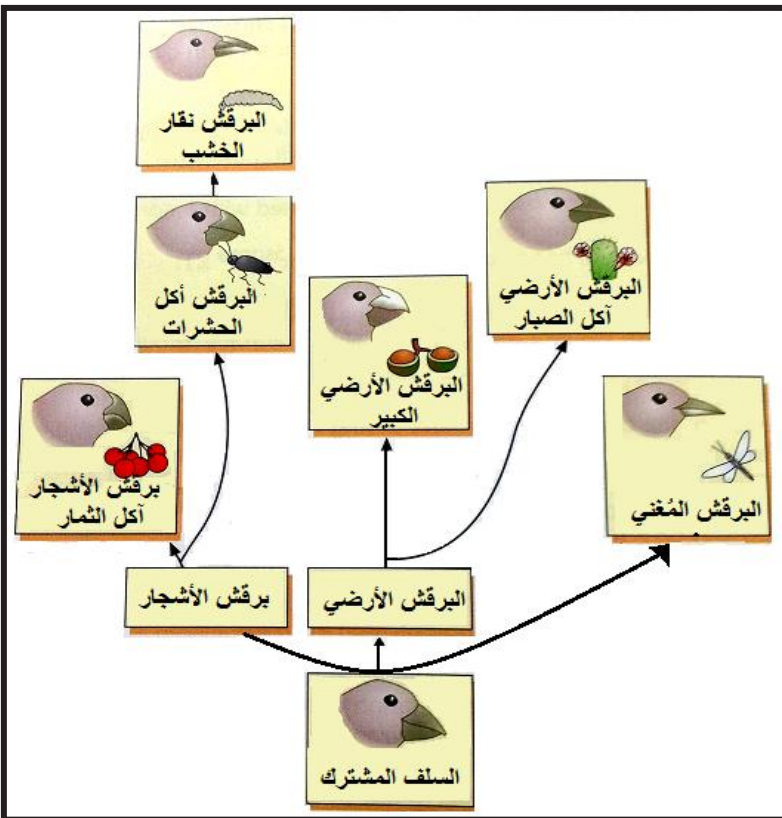 البرقش نقار
الخشب
البرقش أكل
الحشرات
البرقش الأرضي
آكل الصبار
البرقش الأرضي
الكبير
برقش الأشجار
آكل الثمار
البرقش المُغني
برقش الأشجار
البرقش الأرضي
السلف المشترك